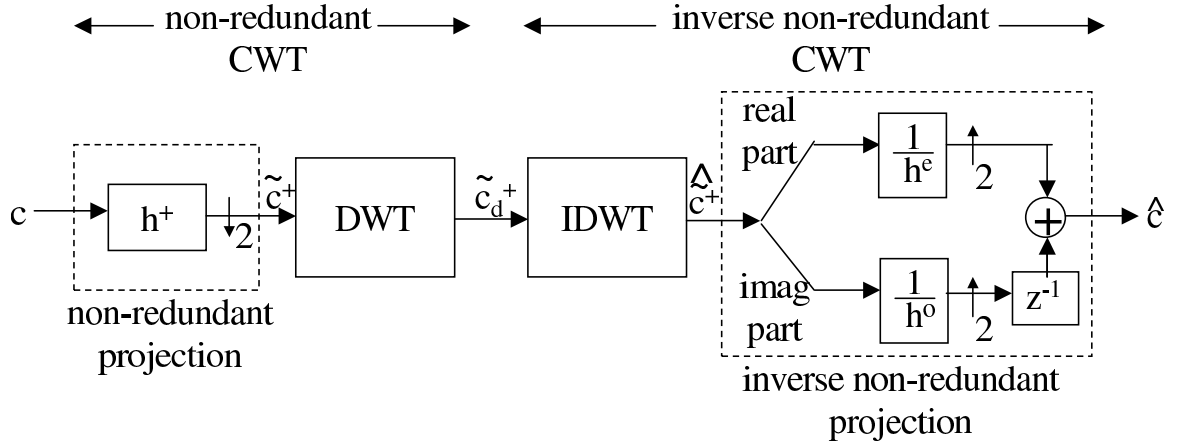 non-redundant
CWT
inverse non-redundant
CWT
c
h⁺
2
c̃⁺
DWT
c̃_d⁺
IDWT
ĉ̃⁺
real
part
1
hᵉ
2
+
ĉ
imag
part
1
hᵒ
2
z⁻¹
non-redundant
projection
inverse non-redundant
projection